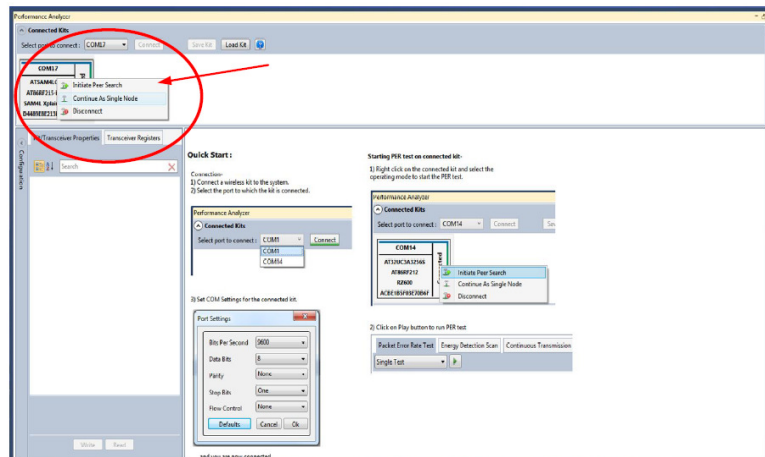 Performance Analyzer
Connected Kits
Select port to connect : COM17 Connect Save Kit Load Kit
COM17
Initiate Peer Search
Continue As Single Node
Disconnect
Transceiver Properties Transceiver Registers
Configuration
Search
Write Read
Quick Start :
Connection-
1) Connect a wireless kit to the system.
2) Select the port to which the kit is connected.
Performance Analyzer
Connected Kits
Select port to connect : COM1 Connect
COM1
COM14
3) Set COM Settings for the connected kit.
Port Settings
Bits Per Second 9600
Data Bits 8
Parity None
Stop Bits One
Flow Control None
Defaults Cancel Ok
and you are now connected
Starting PER test on connected kit-
1) Right click on the connected kit and select the
operating mode to start the PER test.
Performance Analyzer
Connected Kits
Select port to connect : COM14 Connect
COM14
AT32UC3A3256S
AT86RF212
RZ600
Initiate Peer Search
Continue As Single Node
Disconnect
2) Click on Play button to run PER test
Packet Error Rate Test Energy Detection Scan Continuous Transmission
Single Test